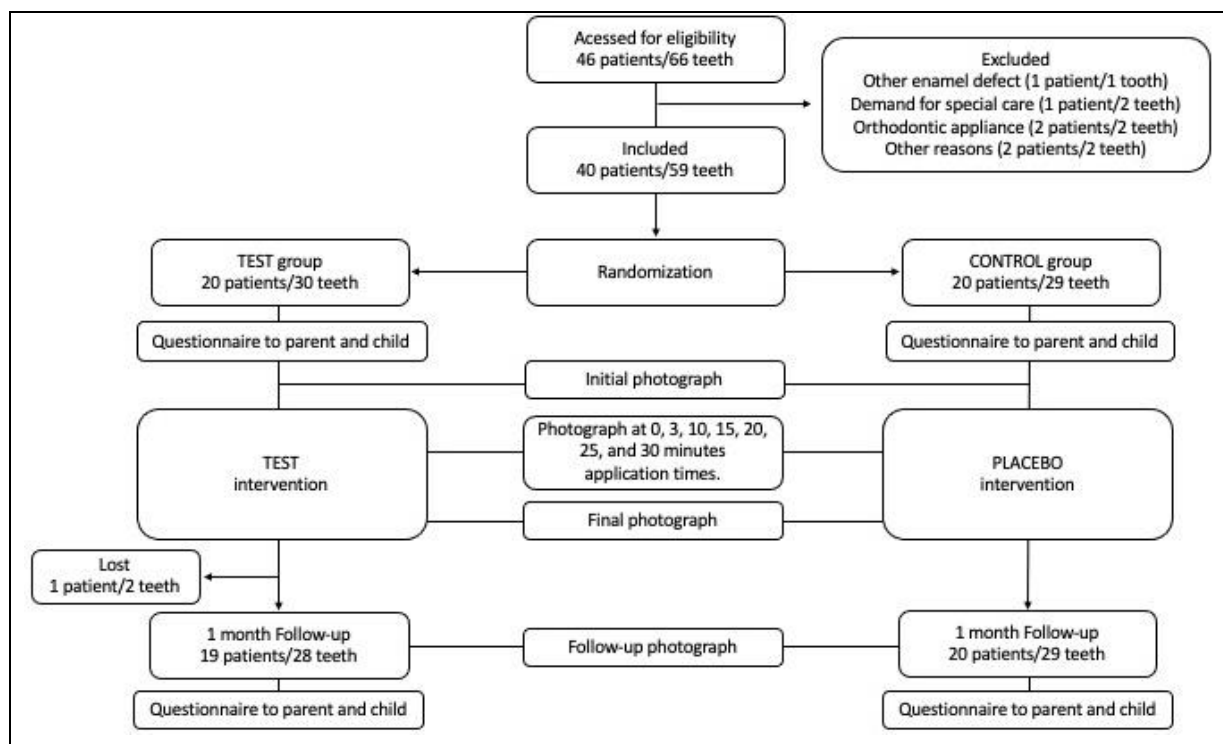 Acessed for eligibility
46 patients/66 teeth
Excluded
Other enamel defect (1 patient/1 tooth)
Demand for special care (1 patient/2 teeth)
Orthodontic appliance (2 patients/2 teeth)
Other reasons (2 patients/2 teeth)
Included
40 patients/59 teeth
TEST group
20 patients/30 teeth
Randomization
CONTROL group
20 patients/29 teeth
Questionnaire to parent and child
Questionnaire to parent and child
Initial photograph
TEST
intervention
Photograph at 0, 3, 10, 15, 20,
25, and 30 minutes
application times.
PLACEBO
intervention
Final photograph
Lost
1 patient/2 teeth
1 month Follow-up
19 patients/28 teeth
Follow-up photograph
1 month Follow-up
20 patients/29 teeth
Questionnaire to parent and child
Questionnaire to parent and child